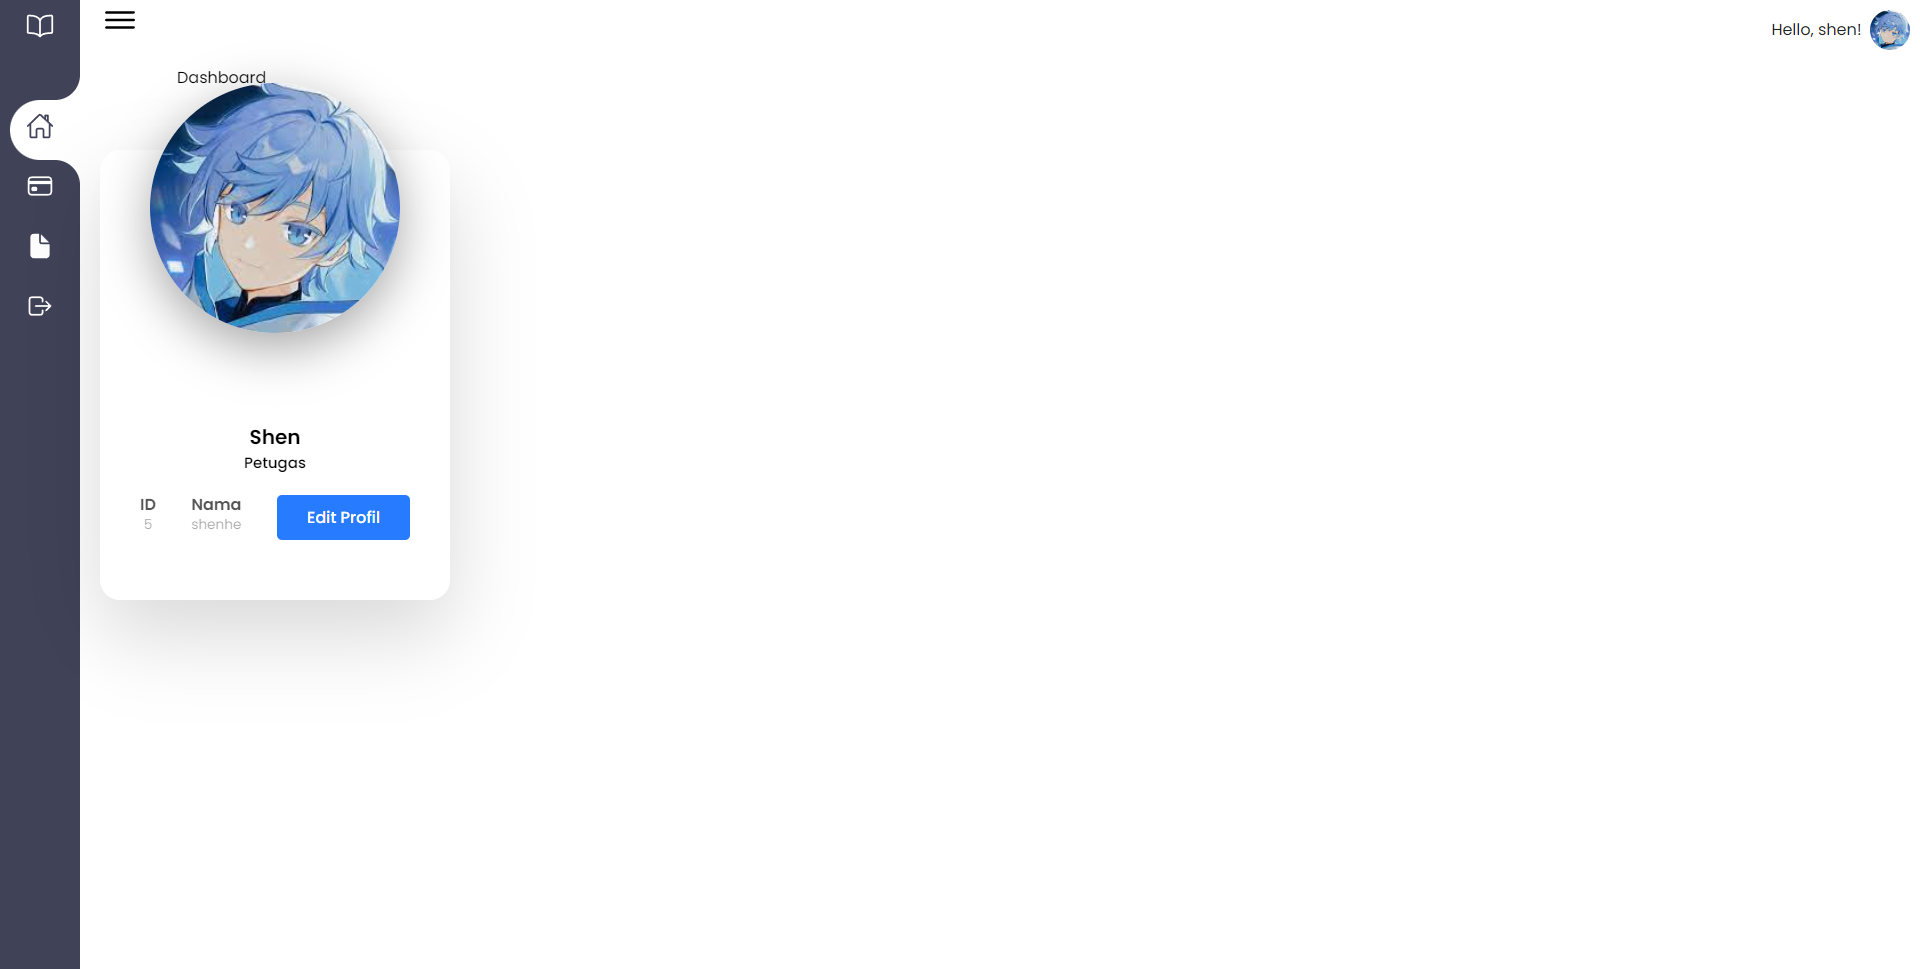 Hello, shen!
Dashboard
Shen
Petugas
ID
5
Nama
shenhe
Edit Profil